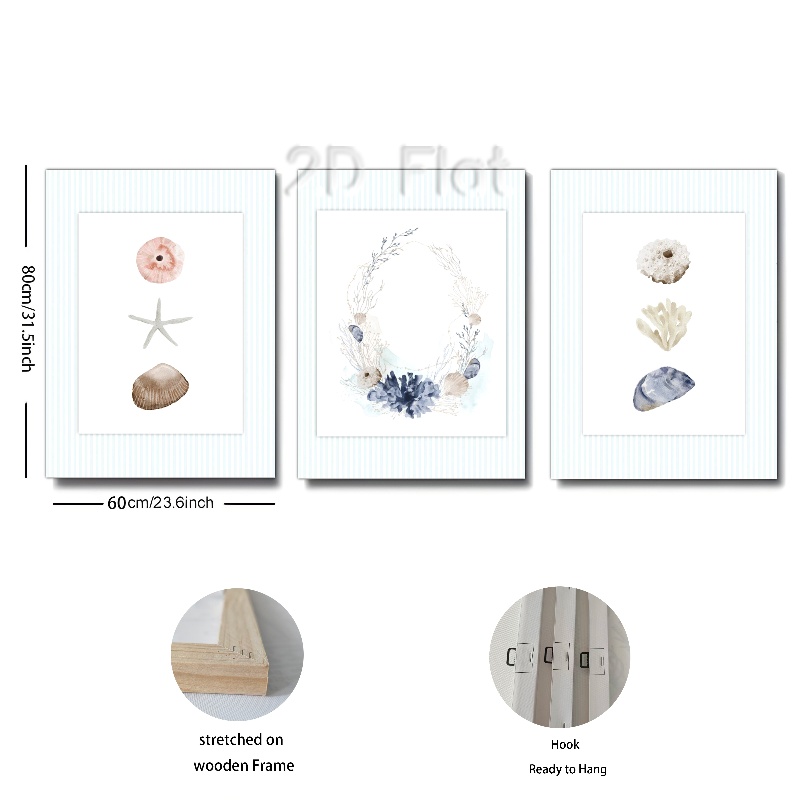 2D Flat
80cm/31.5inch
60cm/23.6inch
stretched on
wooden Frame
Hook
Ready to Hang